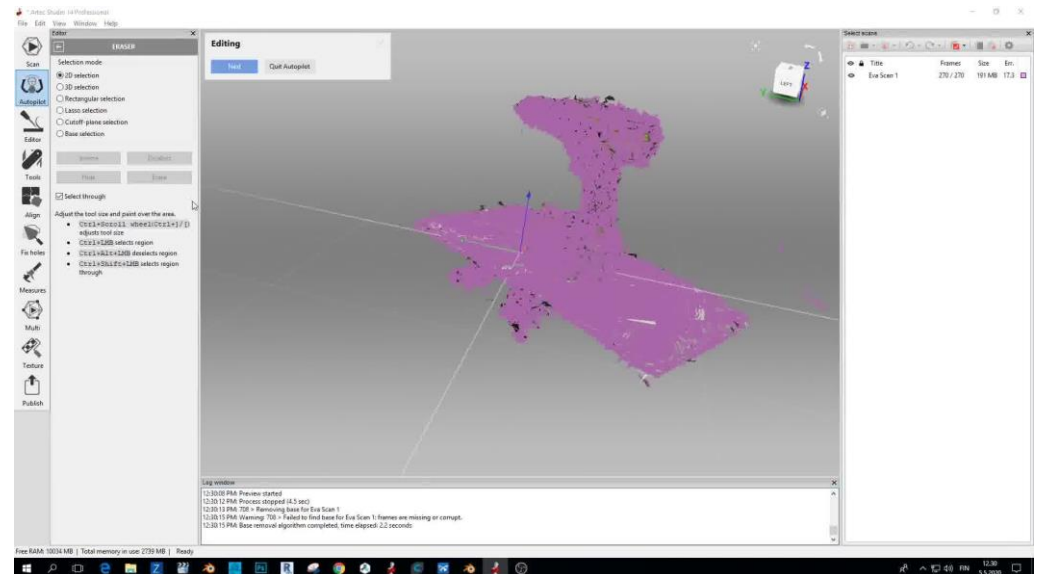 * Artec Studio 14 Professional
File Edit View Window Help
Editor
ERASER
Selection mode
2D selection
3D selection
Rectangular selection
Lasso selection
Cutoff-plane selection
Base selection
Inverse Deselect
Erase
Select through
Adjust the tool size and paint over the area.
Ctrl+Scroll wheel(Ctrl+[/])
adjusts tool size
Ctrl+LMB selects region
Ctrl+Alt+LMB deselects region
Ctrl+Shift+LMB selects region
through
Scan
Autopilot
Editor
Tools
Align
Fix holes
Measures
Multi
Texture
Publish
Editing
Next Quit Autopilot
Z
LEFT
Y X
Select scans
Title Frames Size Err.
Eva Scan 1 270 / 270 191 MB 17.3
Log window
12:30:08 PM: Preview started
12:30:12 PM: Process stopped (4.5 sec)
12:30:13 PM: 708 > Removing base for Eva Scan 1
12:30:15 PM: Warning: 708 > Failed to find base for Eva Scan 1: frames are missing or corrupt.
12:30:15 PM: Base removal algorithm completed, time elapsed: 2.2 seconds
Free RAM: 10034 MB | Total memory in use: 2739 MB | Ready
FIN
12.30
5.5.2020